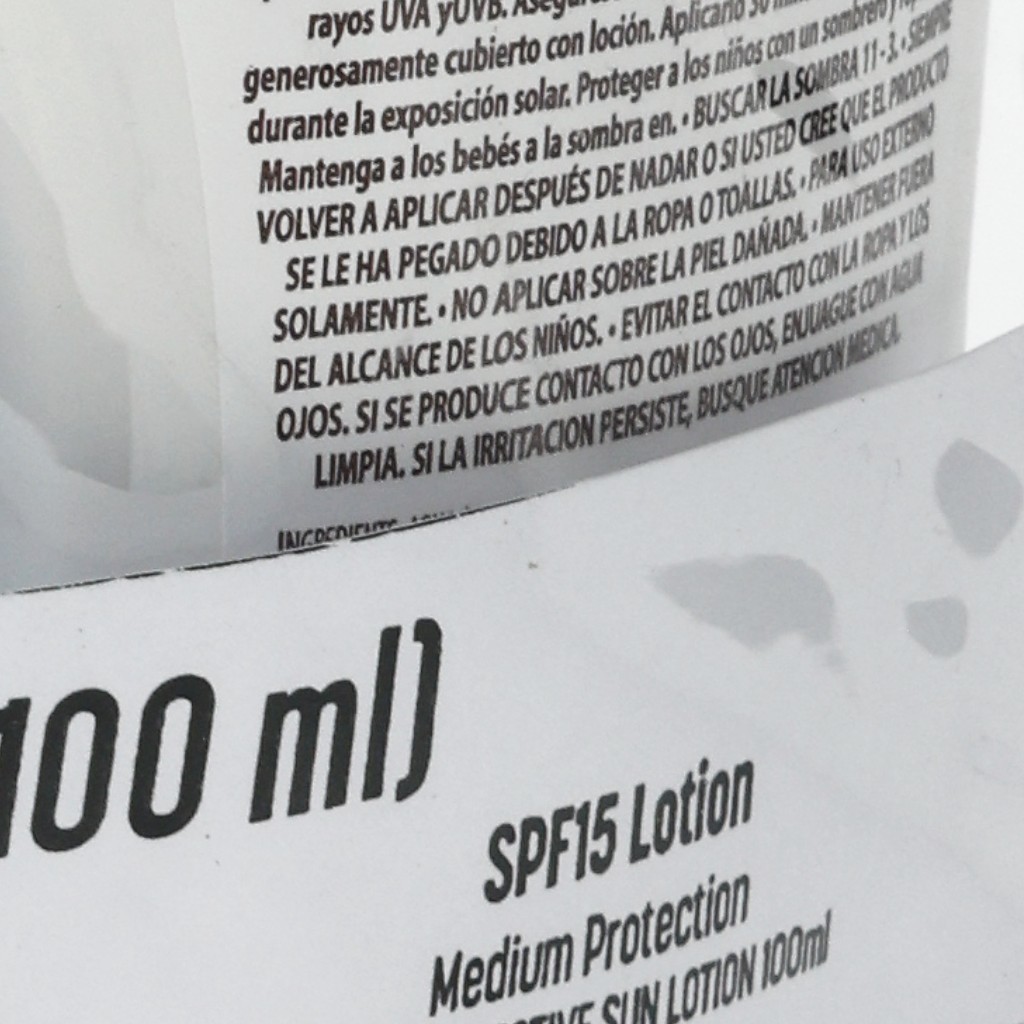 rayos UVA yUVB.
generosamente cubierto con loción. Aplicarlo 30
durante la exposición solar. Proteger a los niños con un sombrero y
Mantenga a los bebés a la sombra en. • BUSCAR LA SOMBRA 11 - 3. • SIEMPRE
VOLVER A APLICAR DESPUÉS DE NADAR O SI USTED CREE QUE EL PRODUCTO
SE LE HA PEGADO DEBIDO A LA ROPA O TOALLAS. • PARA USO EXTERNO
SOLAMENTE. • NO APLICAR SOBRE LA PIEL DAÑADA. • MANTENER FUERA
DEL ALCANCE DE LOS NIÑOS. • EVITAR EL CONTACTO CON LA ROPA Y LOS
OJOS. SI SE PRODUCE CONTACTO CON LOS OJOS, ENJUAGUE CON AGUA
LIMPIA. SI LA IRRITACION PERSISTE, BUSQUE ATENCION MEDICA.
100 ml)
SPF15 Lotion
Medium Protection
SUN LOTION 100ml